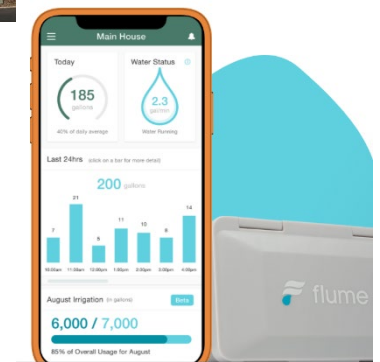 Main House
Today
Water Status
185
gallons
2.3
gal/min
42% of daily average
Water Running
Last 24hrs (click on a bar for more detail)
200 gallons
7
31
5
11
10
8
14
10:00am 11:00am 12:00pm 1:00pm 2:00pm 3:00pm 4:00pm
August Irrigation (in gallons)
Beta
6,000 / 7,000
85% of Overall Usage for August
flume